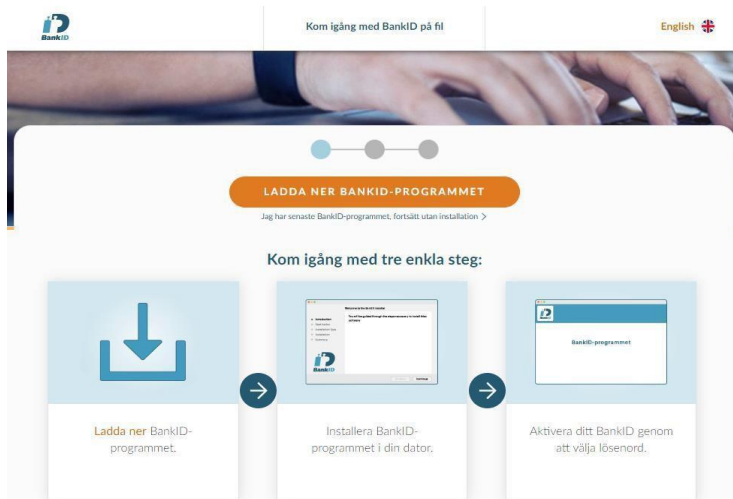 BankID
Kom igång med BankID på fil
English
LADDA NER BANKID-PROGRAMMET
Jag har senaste BankID-programmet, fortsätt utan installation >
Kom igång med tre enkla steg:
BankID
BankID-programmet
Ladda ner BankID-
programmet.
Installera BankID-
programmet i din dator.
Aktivera ditt BankID genom
att välja lösenord.